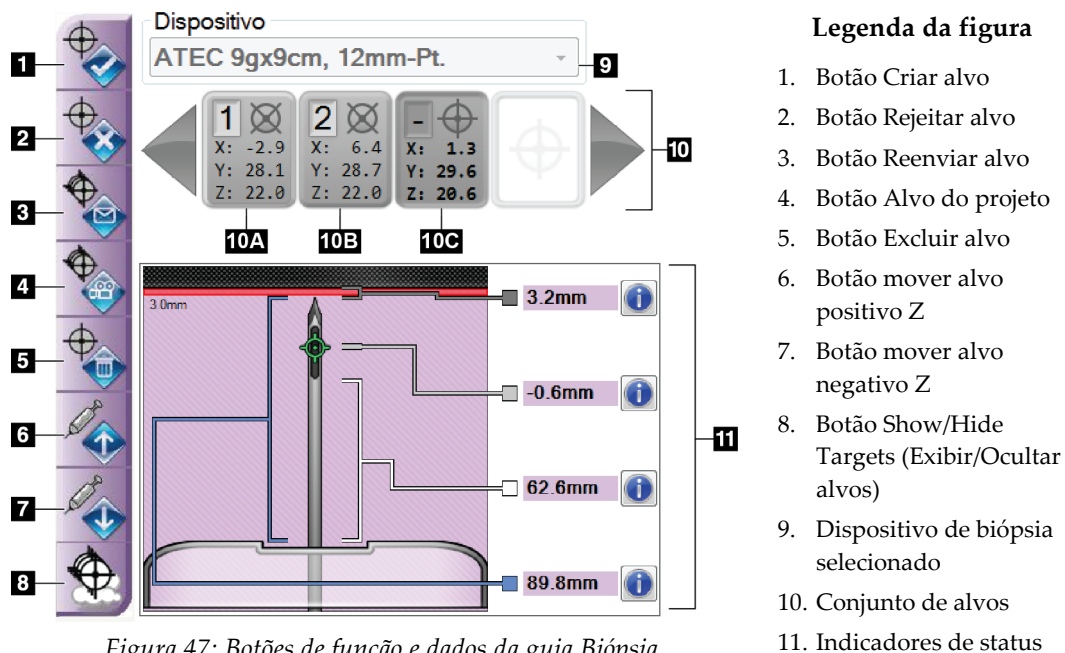 Dispositivo
ATEC 9gx9cm, 12mm-Pt.
1
2
3
4
5
6
7
8
9
10
1
X: -2.9
Y: 28.1
Z: 22.0
2
X: 6.4
Y: 28.7
Z: 22.0
-
X: 1.3
Y: 29.6
Z: 20.6
10A
10B
10C
3.0mm
3.2mm
-0.6mm
62.6mm
89.8mm
11
Figura 47: Botões de função e dados da guia Biópsia
Legenda da figura
1. Botão Criar alvo
2. Botão Rejeitar alvo
3. Botão Reenviar alvo
4. Botão Alvo do projeto
5. Botão Excluir alvo
6. Botão mover alvo
positivo Z
7. Botão mover alvo
negativo Z
8. Botão Show/Hide
Targets (Exibir/Ocultar
alvos)
9. Dispositivo de biópsia
selecionado
10. Conjunto de alvos
11. Indicadores de status